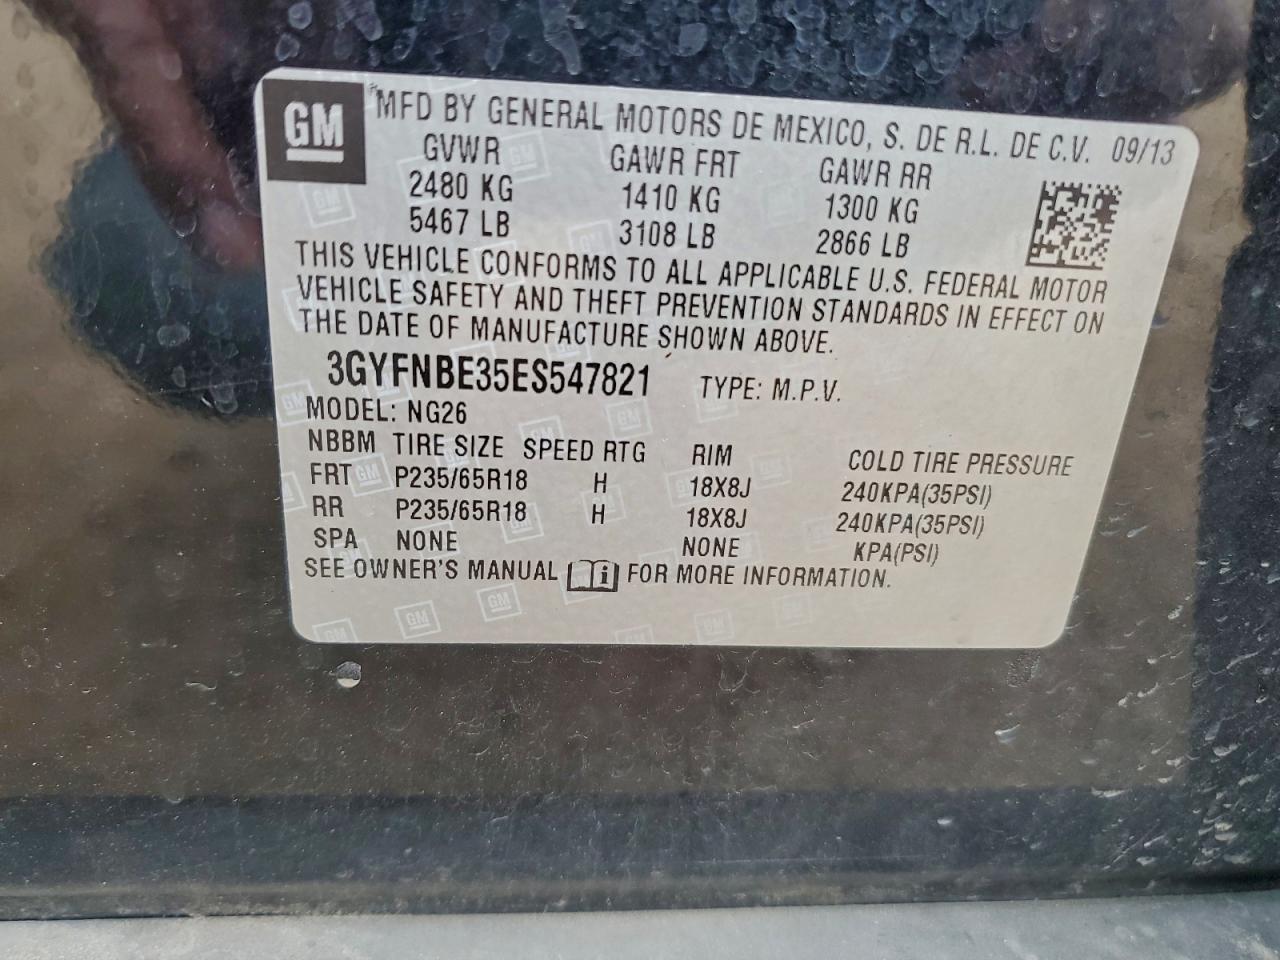 GM MFD BY GENERAL MOTORS DE MEXICO, S. DE R.L. DE C.V. 09/13
GVWR GAWR FRT GAWR RR
2480 KG 1410 KG 1300 KG
5467 LB 3108 LB 2866 LB
THIS VEHICLE CONFORMS TO ALL APPLICABLE U.S. FEDERAL MOTOR
VEHICLE SAFETY AND THEFT PREVENTION STANDARDS IN EFFECT ON
THE DATE OF MANUFACTURE SHOWN ABOVE.
3GYFNBE35ES547821 TYPE: M.P.V.
MODEL: NG26
NBBM TIRE SIZE SPEED RTG RIM COLD TIRE PRESSURE
FRT P235/65R18 H 18X8J 240KPA(35PSI)
RR P235/65R18 H 18X8J 240KPA(35PSI)
SPA NONE NONE KPA(PSI)
SEE OWNER'S MANUAL i FOR MORE INFORMATION.